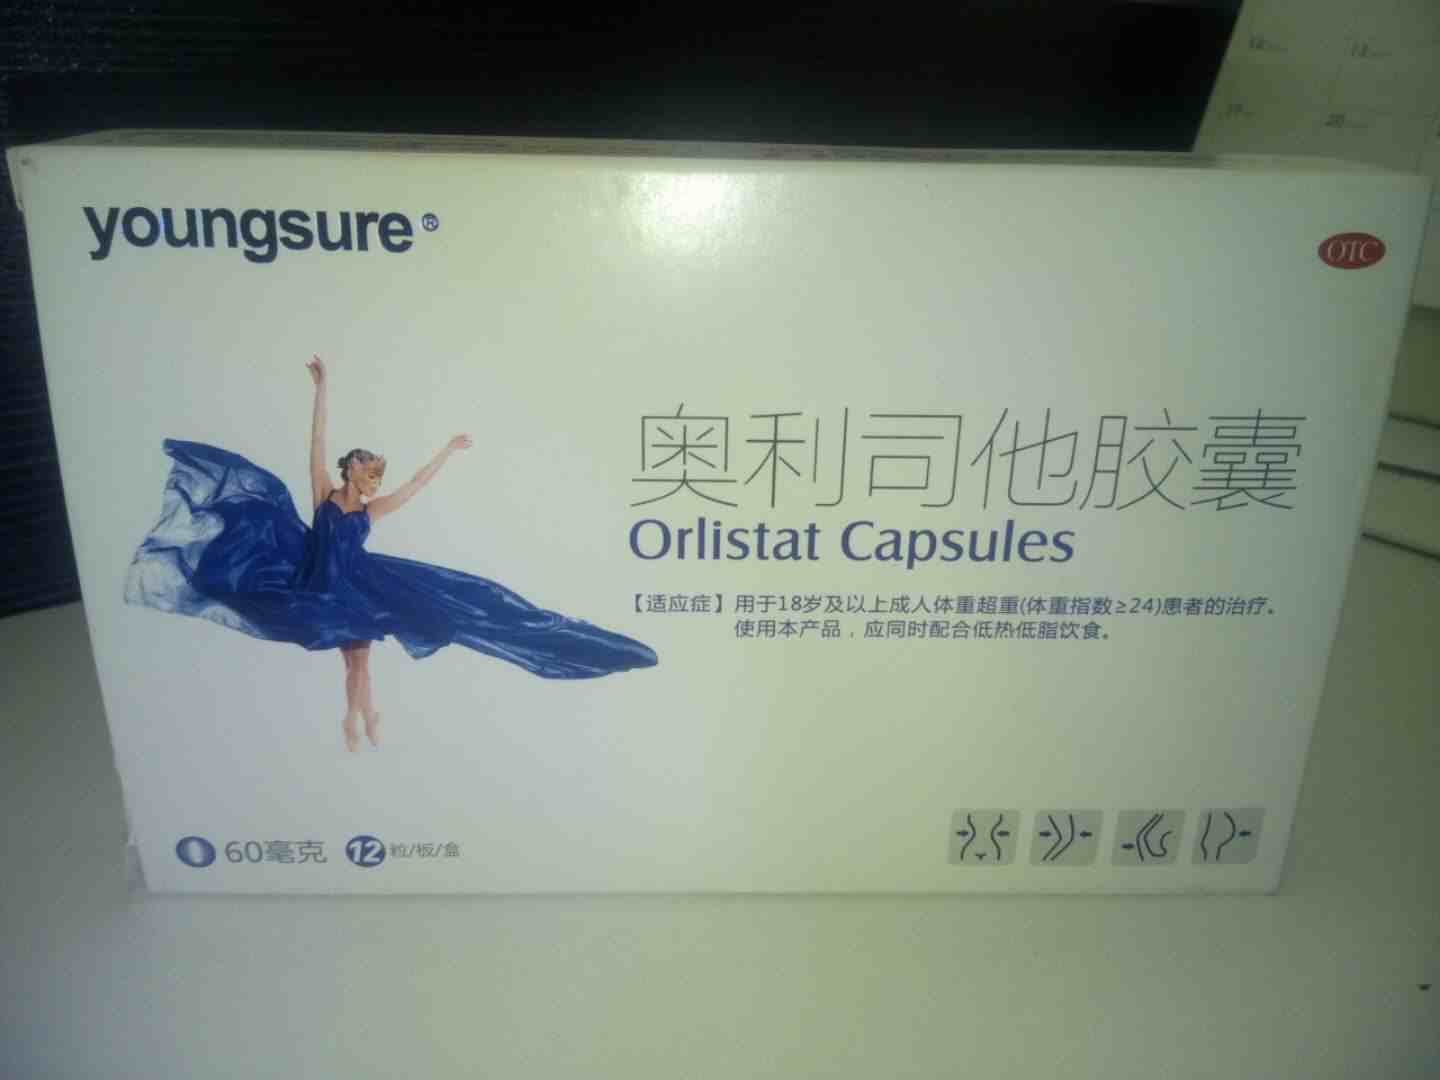 youngsure®
OTC
奥利司他胶囊
Orlistat Capsules
【适应症】用于18岁及以上成人体重超重(体重指数≥24)患者的治疗。
使用本产品，应同时配合低热低脂饮食。
60毫克 12粒/板/盒